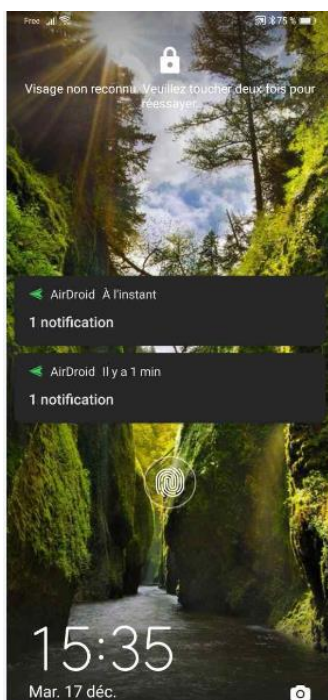 Free 75 %
Visage non reconnu. Veuillez toucher deux fois pour
réessayer.
AirDroid À l'instant
1 notification
AirDroid Il y a 1 min
1 notification
15:35
Mar. 17 déc.